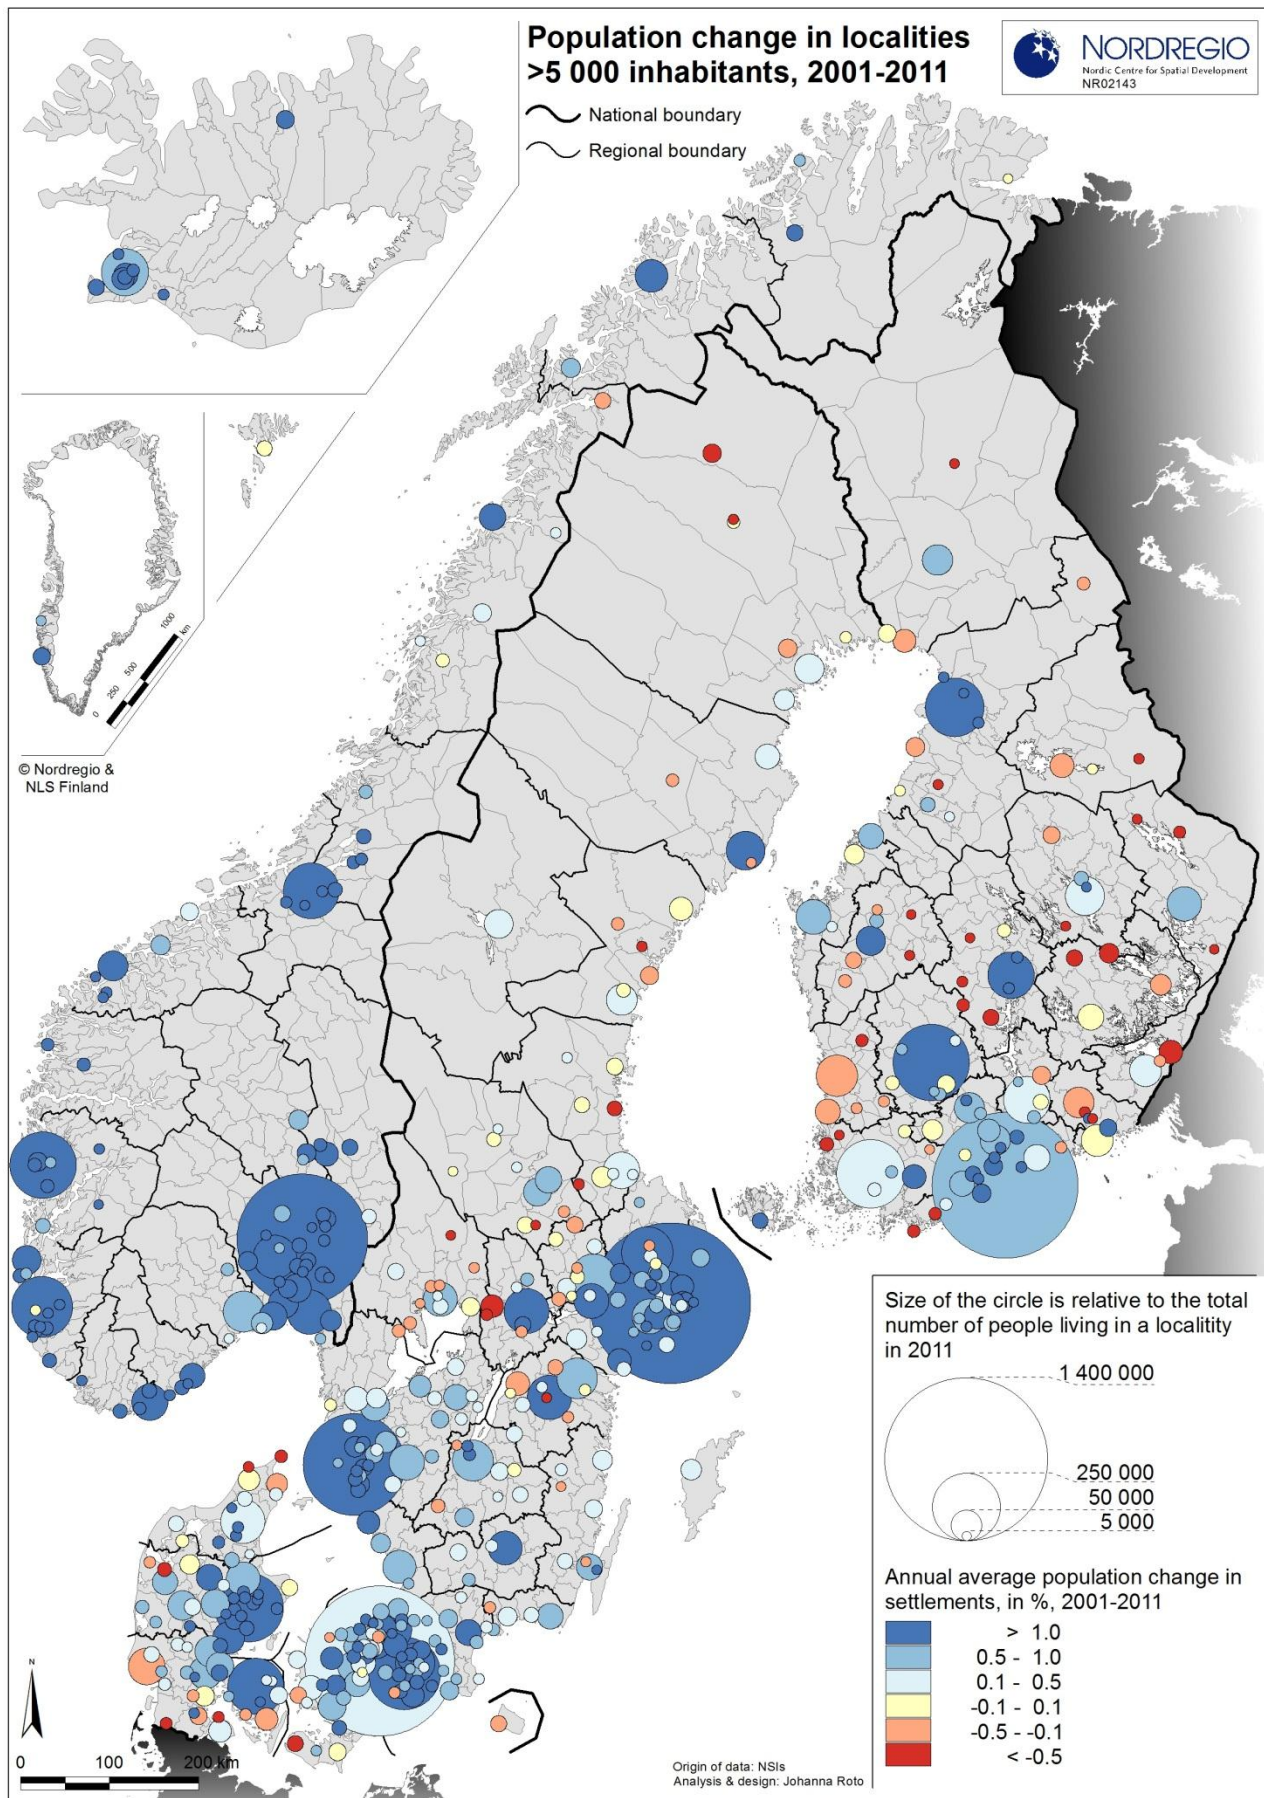 Population change in localities
>5 000 inhabitants, 2001-2011
National boundary
Regional boundary
NORDREGIO
Nordic Centre for Spatial Development
NR02143
0 250 500 1000
km
© Nordregio &
NLS Finland
Size of the circle is relative to the total
number of people living in a localitity
in 2011
1 400 000
250 000
50 000
5 000
Annual average population change in
settlements, in %, 2001-2011
> 1.0
0.5 - 1.0
0.1 - 0.5
-0.1 - 0.1
-0.5 - -0.1
< -0.5
N
0 100 200 km
Origin of data: NSIs
Analysis & design: Johanna Roto